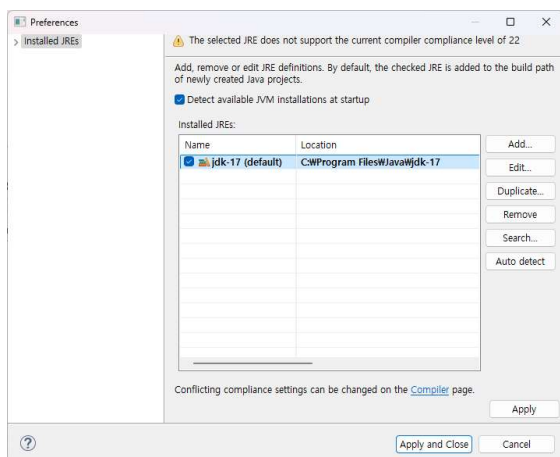 Preferences
Installed JREs
The selected JRE does not support the current compiler compliance level of 22
Add, remove or edit JRE definitions. By default, the checked JRE is added to the build path
of newly created Java projects.
Detect available JVM installations at startup
Installed JREs:
Name Location
jdk-17 (default) C:₩Program Files₩Java₩jdk-17
Add...
Edit...
Duplicate...
Remove
Search...
Auto detect
Conflicting compliance settings can be changed on the Compiler page.
Apply
Apply and Close Cancel